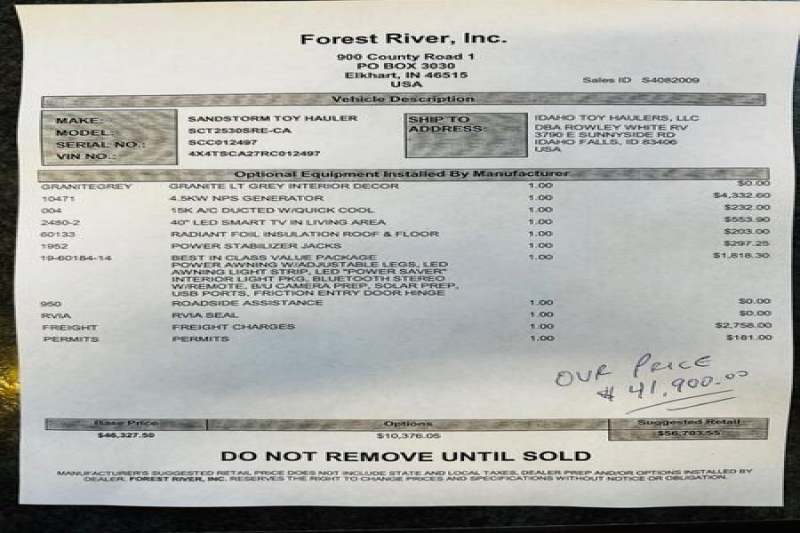 Forest River, Inc.
900 County Road 1
PO BOX 3030
Elkhart, IN 46515
USA
Sales ID S4082009
Vehicle Description
MAKE: SANDSTORM TOY HAULER
MODEL: SCT2530SRE-CA
SERIAL NO.: SCC012497
VIN NO.: 4X4TSCA27RC012497
SHIP TO ADDRESS:
IDAHO TOY HAULERS, LLC
DBA ROWLEY WHITE RV
3790 E SUNNYSIDE RD
IDAHO FALLS, ID 83406
USA
Optional Equipment Installed By Manufacturer
GRANITEGREY GRANITE LT GREY INTERIOR DECOR 1.00 $0.00
10471 4.5KW NPS GENERATOR 1.00 $4,332.60
004 15K A/C DUCTED W/QUICK COOL 1.00 $232.00
2480-2 40" LED SMART TV IN LIVING AREA 1.00 $553.90
60133 RADIANT FOIL INSULATION ROOF & FLOOR 1.00 $203.00
1952 POWER STABILIZER JACKS 1.00 $297.25
19-60184-14 BEST IN CLASS VALUE PACKAGE 1.00 $1,818.30
POWER AWNING W/ADJUSTABLE LEGS, LED
AWNING LIGHT STRIP, LED "POWER SAVER"
INTERIOR LIGHT PKG, BLUETOOTH STEREO
W/REMOTE, B/U CAMERA PREP, SOLAR PREP,
USB PORTS, FRICTION ENTRY DOOR HINGE
950 ROADSIDE ASSISTANCE 1.00 $0.00
RVIA RVIA SEAL 1.00 $0.00
FREIGHT FREIGHT CHARGES 1.00 $2,758.00
PERMITS PERMITS 1.00 $181.00
OUR PRICE
$ 41,900.00
Base Price Options Suggested Retail
$46,327.50 $10,376.05 $56,703.55
DO NOT REMOVE UNTIL SOLD
MANUFACTURER'S SUGGESTED RETAIL PRICE DOES NOT INCLUDE STATE AND LOCAL TAXES, DEALER PREP AND/OR OPTIONS INSTALLED BY
DEALER. FOREST RIVER, INC. RESERVES THE RIGHT TO CHANGE PRICES AND SPECIFICATIONS WITHOUT NOTICE OR OBLIGATION.